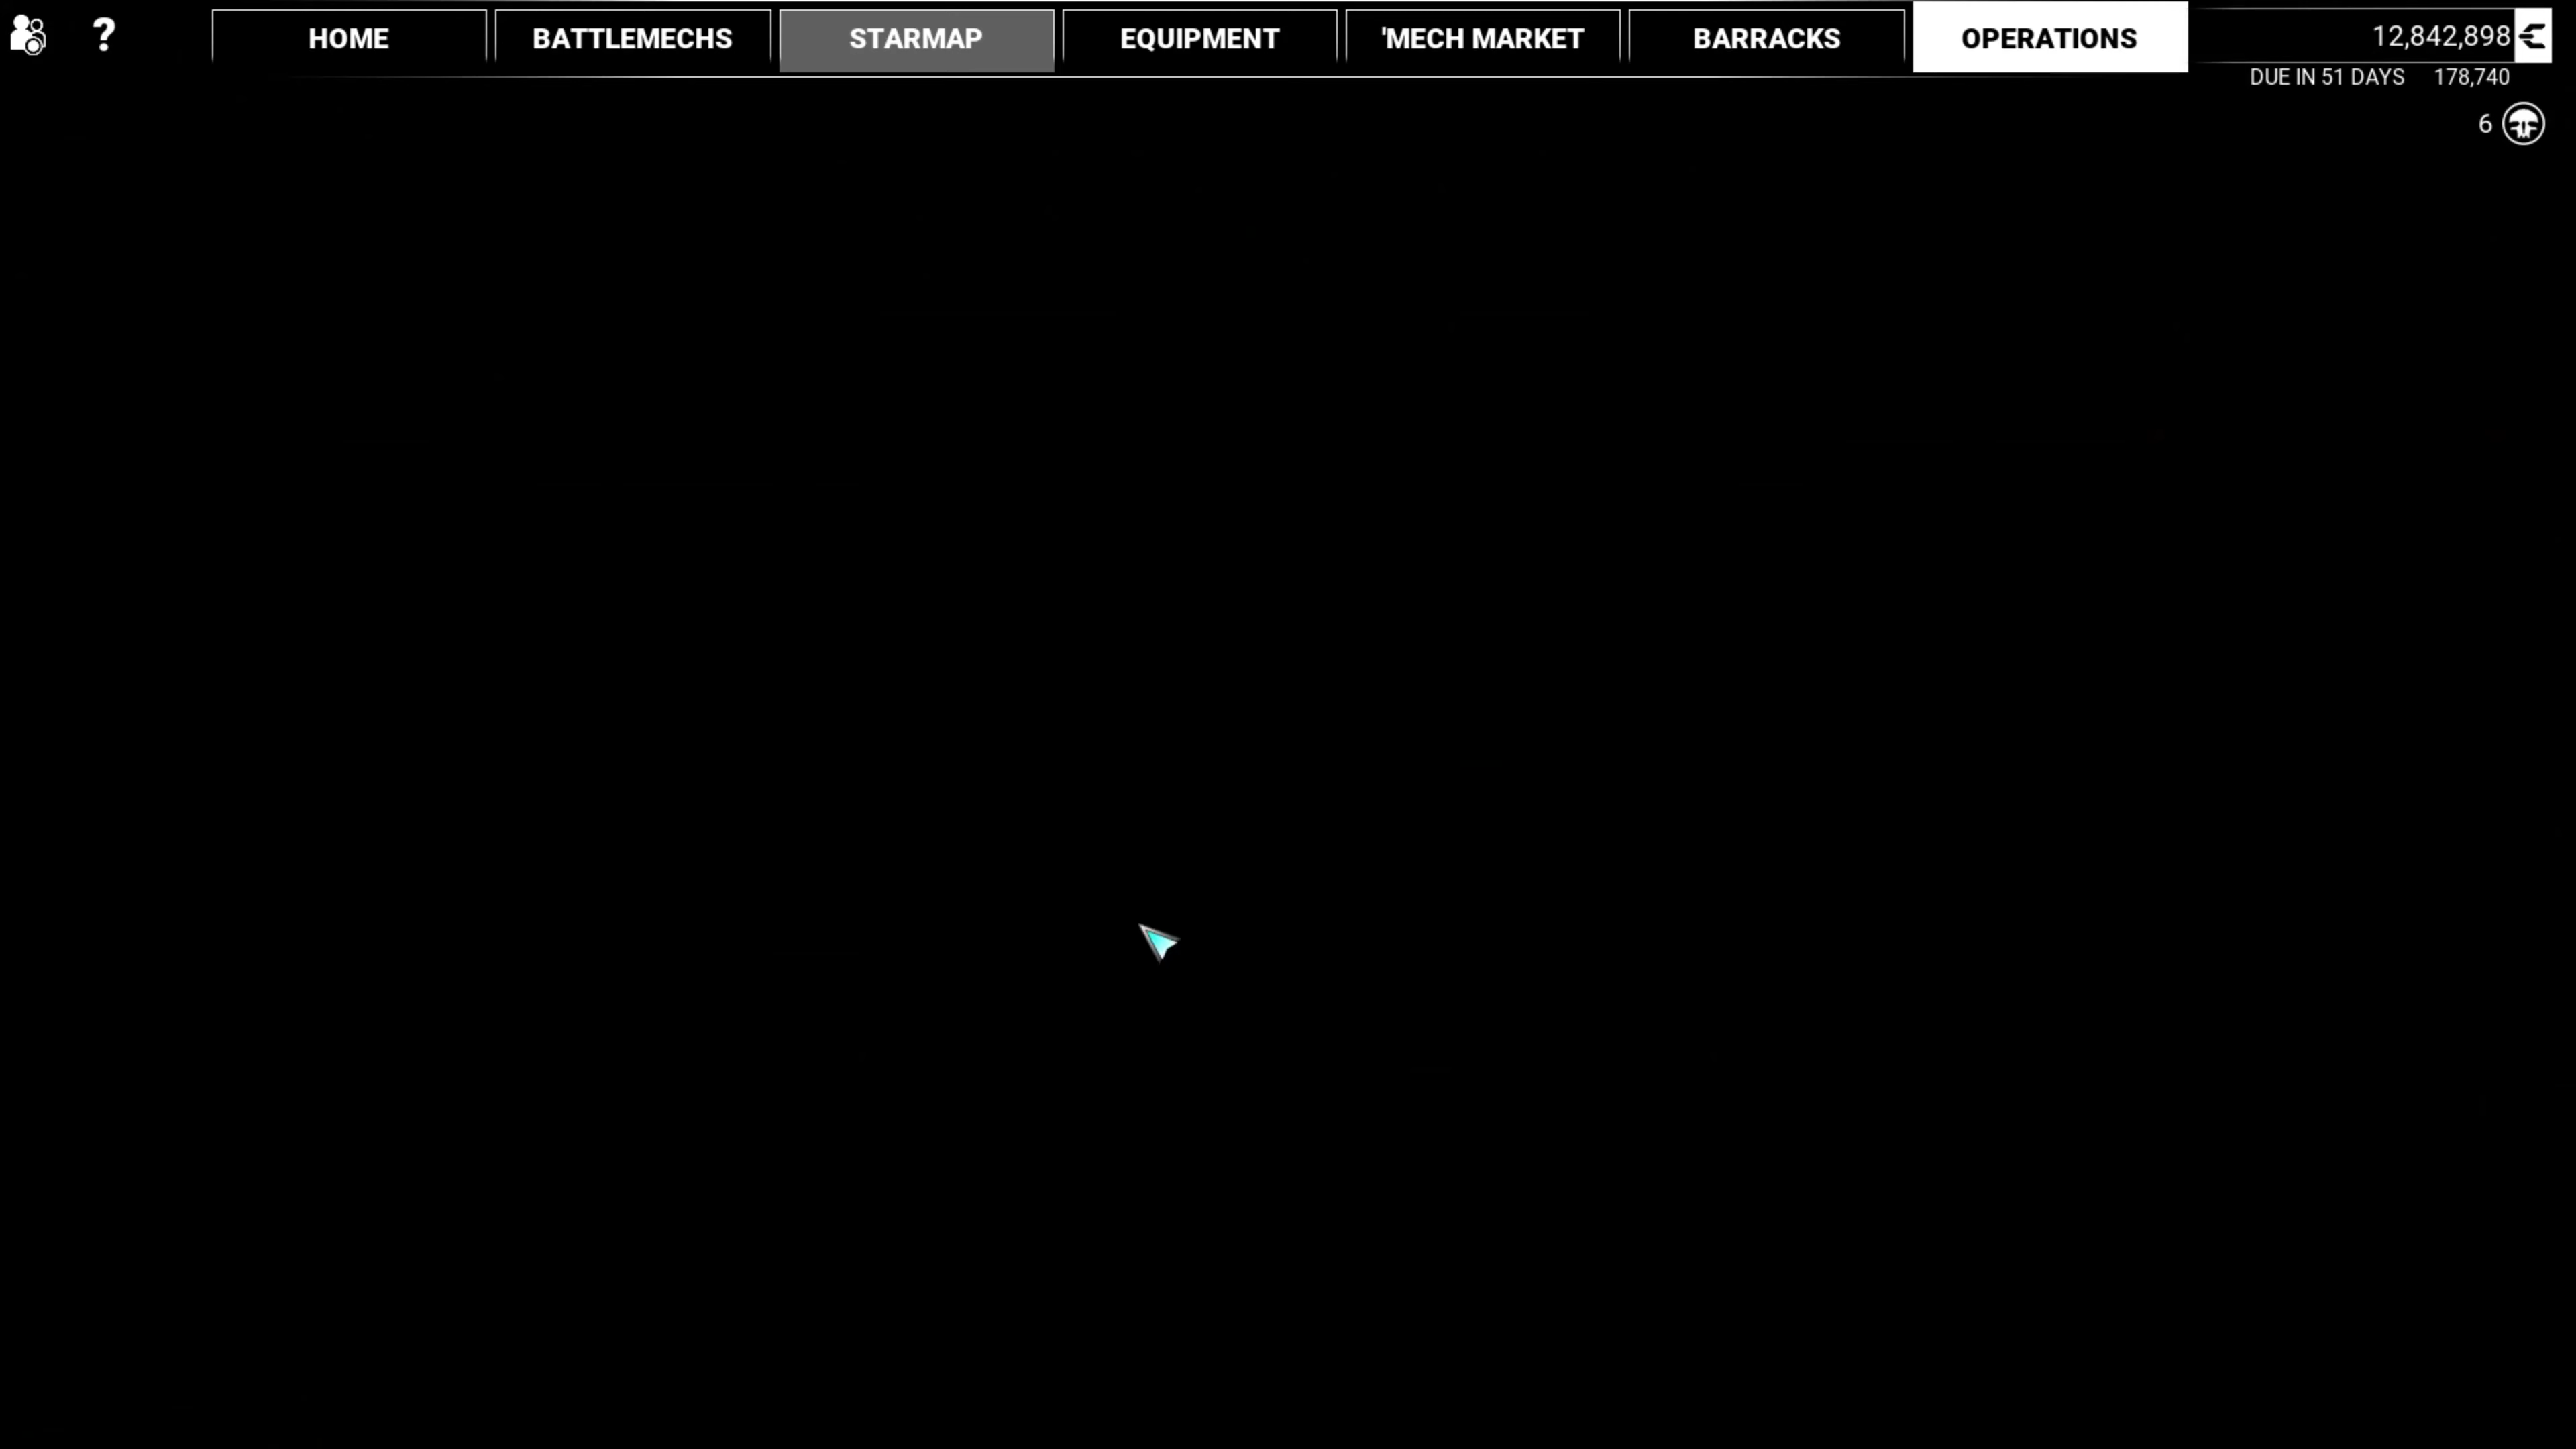 ? HOME BATTLEMECHS STARMAP EQUIPMENT 'MECH MARKET BARRACKS OPERATIONS 12,842,898
DUE IN 51 DAYS 178,740
6